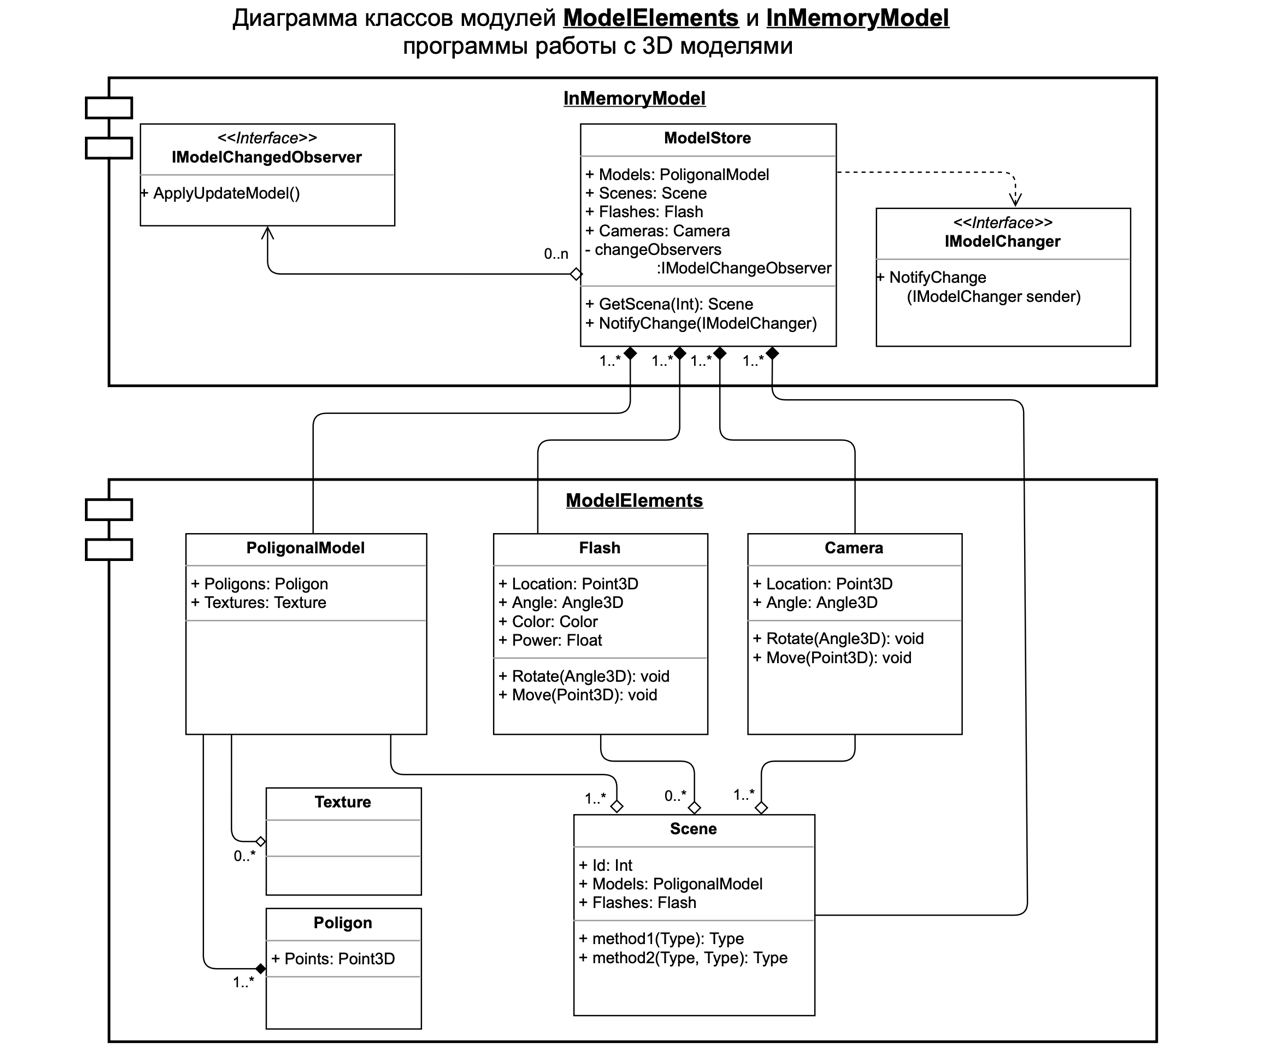 Диаграмма классов модулей ModelElements и InMemoryModel
программы работы с 3D моделями
InMemoryModel
<<Interface>>
IModelChangedObserver
+ ApplyUpdateModel()
ModelStore
+ Models: PoligonalModel
+ Scenes: Scene
+ Flashes: Flash
+ Cameras: Camera
- changeObservers
:IModelChangeObserver
+ GetScena(Int): Scene
+ NotifyChange(IModelChanger)
<<Interface>>
IModelChanger
+ NotifyChange
(IModelChanger sender)
0..n
1..*
1..*
1..*
1..*
ModelElements
PoligonalModel
+ Poligons: Poligon
+ Textures: Texture
Flash
+ Location: Point3D
+ Angle: Angle3D
+ Color: Color
+ Power: Float
+ Rotate(Angle3D): void
+ Move(Point3D): void
Camera
+ Location: Point3D
+ Angle: Angle3D
+ Rotate(Angle3D): void
+ Move(Point3D): void
Texture
0..*
Poligon
+ Points: Point3D
1..*
1..*
0..*
1..*
Scene
+ Id: Int
+ Models: PoligonalModel
+ Flashes: Flash
+ method1(Type): Type
+ method2(Type, Type): Type